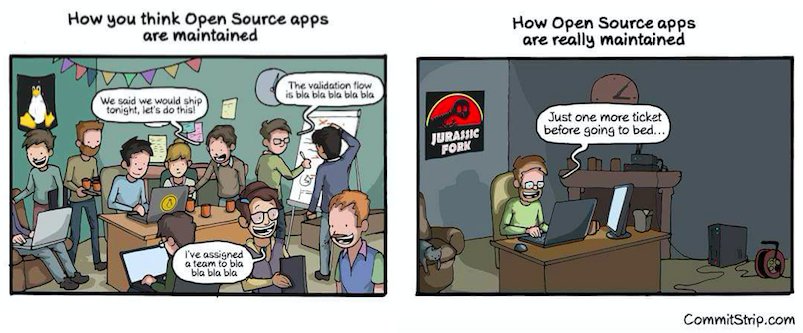 How you think Open Source apps
are maintained
We said we would ship
tonight, let's do this!
The validation flow
is bla bla bla bla bla
I've assigned
a team to bla
bla bla bla
How Open Source apps
are really maintained
Just one more ticket
before going to bed...
JURASSIC
FORK
CommitStrip.com